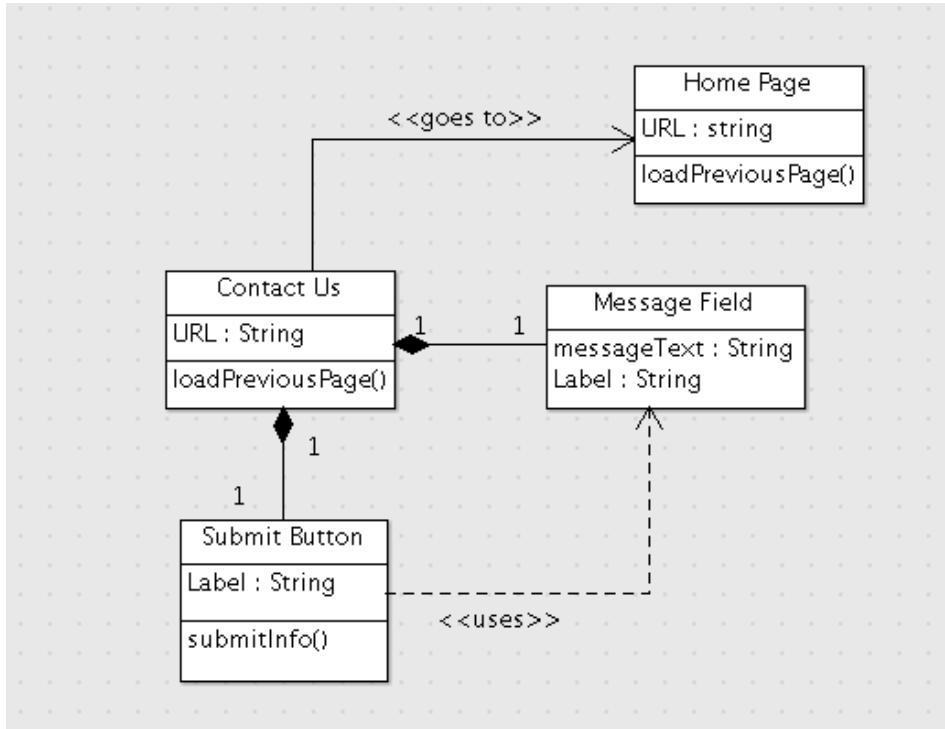 Home Page
URL : string
loadPreviousPage()
<<goes to>>
Contact Us
URL : String
loadPreviousPage()
1
1
Message Field
messageText : String
Label : String
1
1
Submit Button
Label : String
submitInfo()
<<uses>>